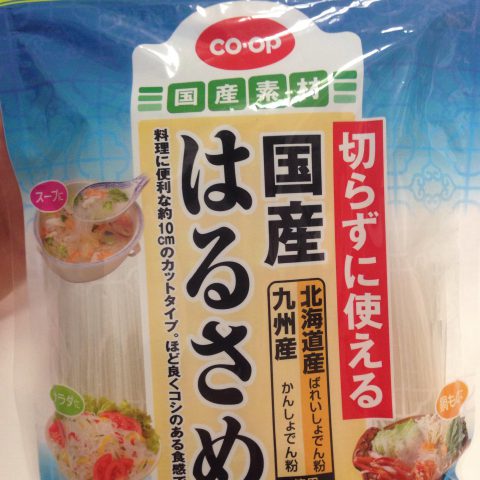 CO·OP
国産素材
切らずに使える
国産
はるさめ
北海道産ばれいしょでん粉
九州産かんしょでん粉
使用
料理に便利な約10cmのカットタイプ。ほど良くコシのある食感
スープに
サラダに